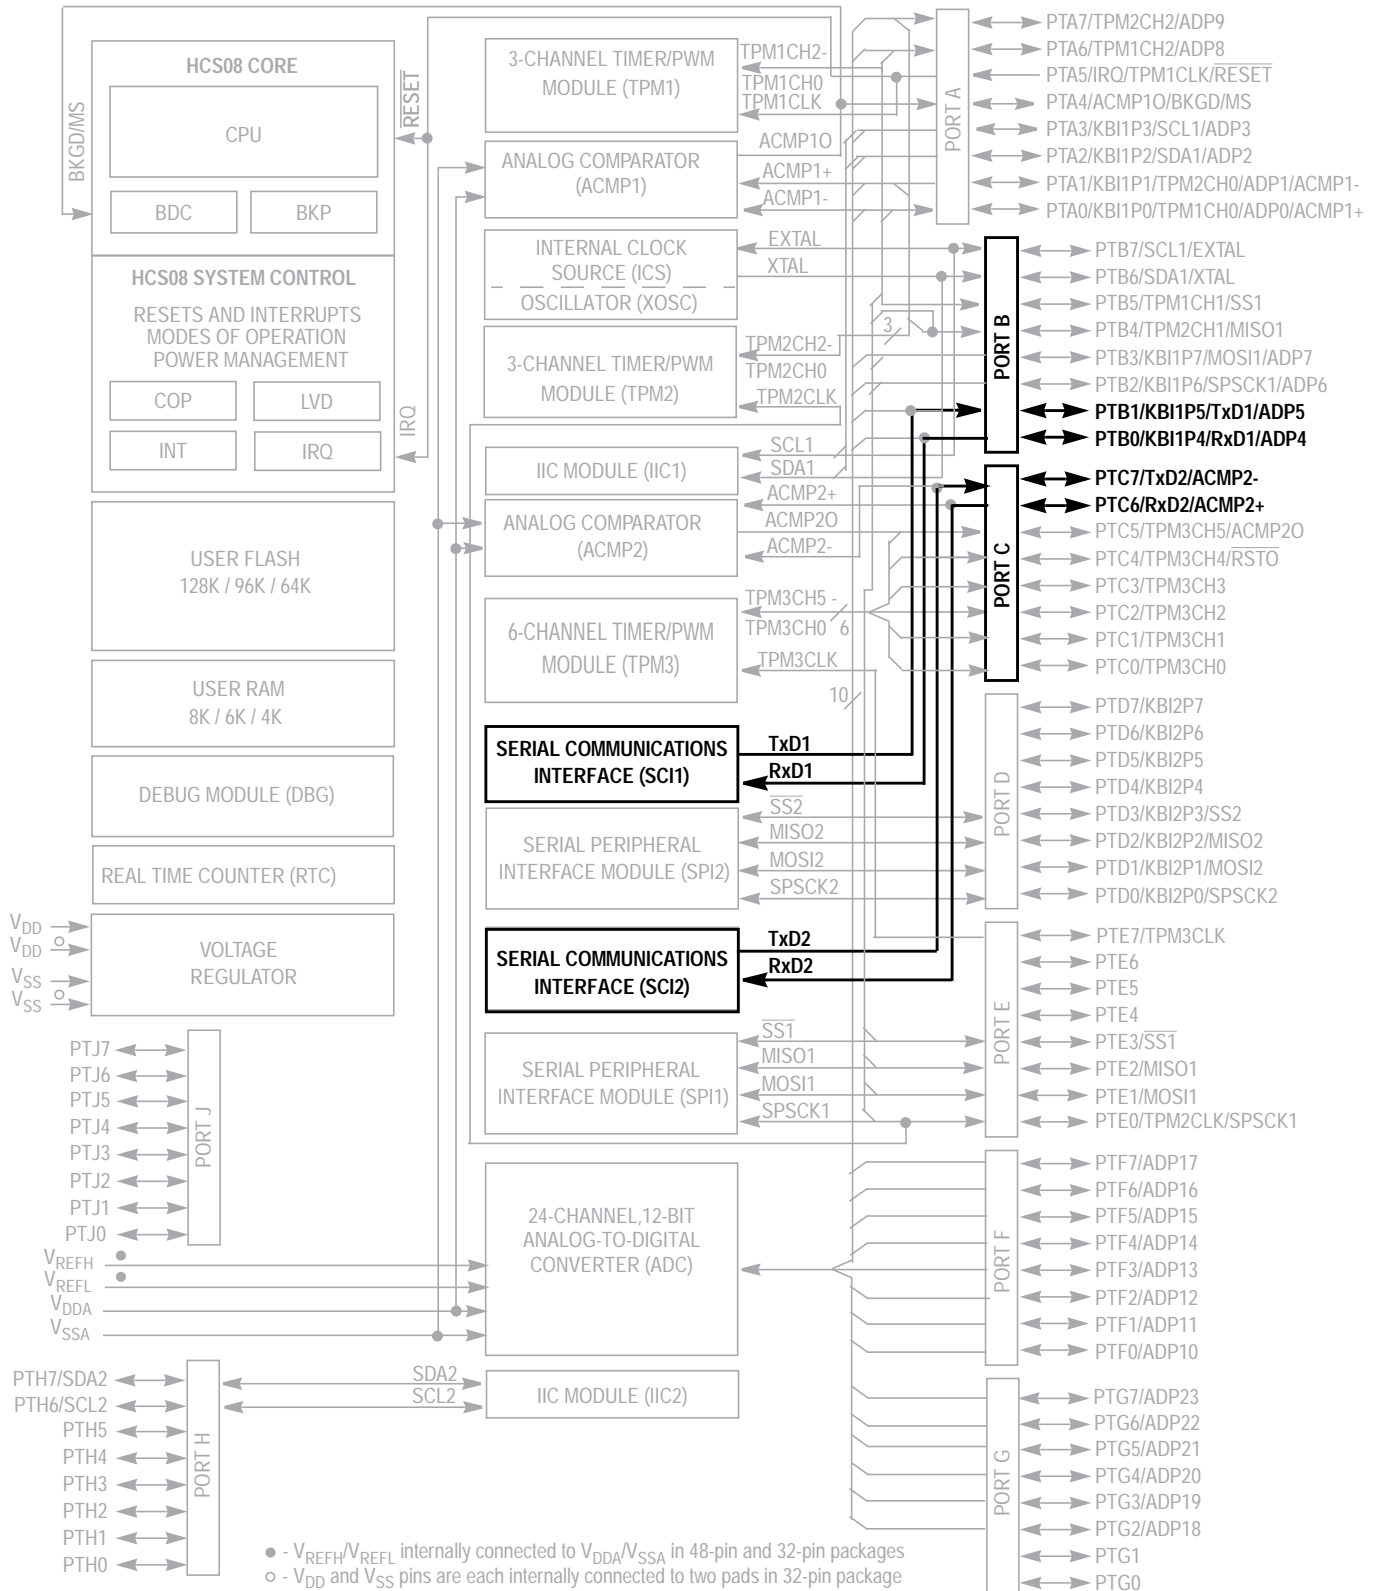 HCS08 CORE
CPU
BDC
BKP
BKGD/MS
RESET
HCS08 SYSTEM CONTROL
RESETS AND INTERRUPTS
MODES OF OPERATION
POWER MANAGEMENT
COP
LVD
INT
IRQ
IRQ
USER FLASH
128K / 96K / 64K
USER RAM
8K / 6K / 4K
DEBUG MODULE (DBG)
REAL TIME COUNTER (RTC)
VOLTAGE
REGULATOR
VDD
VDD
VSS
VSS
PTJ7
PTJ6
PTJ5
PTJ4
PTJ3
PTJ2
PTJ1
PTJ0
PORT J
VREFH
VREFL
VDDA
VSSA
PTH7/SDA2
PTH6/SCL2
PTH5
PTH4
PTH3
PTH2
PTH1
PTH0
PORT H
3-CHANNEL TIMER/PWM
MODULE (TPM1)
TPM1CH2-
TPM1CH0
TPM1CLK
ANALOG COMPARATOR
(ACMP1)
ACMP1O
ACMP1+
ACMP1-
INTERNAL CLOCK
SOURCE (ICS)
OSCILLATOR (XOSC)
EXTAL
XTAL
3-CHANNEL TIMER/PWM
MODULE (TPM2)
TPM2CH2-
TPM2CH0
TPM2CLK
3
IIC MODULE (IIC1)
SCL1
SDA1
ANALOG COMPARATOR
(ACMP2)
ACMP2+
ACMP2O
ACMP2-
6-CHANNEL TIMER/PWM
MODULE (TPM3)
TPM3CH5 -
TPM3CH0
6
TPM3CLK
10
SERIAL COMMUNICATIONS
INTERFACE (SCI1)
TxD1
RxD1
SERIAL PERIPHERAL
INTERFACE MODULE (SPI2)
SS2
MISO2
MOSI2
SPSCK2
SERIAL COMMUNICATIONS
INTERFACE (SCI2)
TxD2
RxD2
SERIAL PERIPHERAL
INTERFACE MODULE (SPI1)
SS1
MISO1
MOSI1
SPSCK1
24-CHANNEL,12-BIT
ANALOG-TO-DIGITAL
CONVERTER (ADC)
IIC MODULE (IIC2)
SDA2
SCL2
PORT A
PTA7/TPM2CH2/ADP9
PTA6/TPM1CH2/ADP8
PTA5/IRQ/TPM1CLK/RESET
PTA4/ACMP1O/BKGD/MS
PTA3/KBI1P3/SCL1/ADP3
PTA2/KBI1P2/SDA1/ADP2
PTA1/KBI1P1/TPM2CH0/ADP1/ACMP1-
PTA0/KBI1P0/TPM1CH0/ADP0/ACMP1+
PORT B
PTB7/SCL1/EXTAL
PTB6/SDA1/XTAL
PTB5/TPM1CH1/SS1
PTB4/TPM2CH1/MISO1
PTB3/KBI1P7/MOSI1/ADP7
PTB2/KBI1P6/SPSCK1/ADP6
PTB1/KBI1P5/TxD1/ADP5
PTB0/KBI1P4/RxD1/ADP4
PORT C
PTC7/TxD2/ACMP2-
PTC6/RxD2/ACMP2+
PTC5/TPM3CH5/ACMP2O
PTC4/TPM3CH4/RSTO
PTC3/TPM3CH3
PTC2/TPM3CH2
PTC1/TPM3CH1
PTC0/TPM3CH0
PORT D
PTD7/KBI2P7
PTD6/KBI2P6
PTD5/KBI2P5
PTD4/KBI2P4
PTD3/KBI2P3/SS2
PTD2/KBI2P2/MISO2
PTD1/KBI2P1/MOSI2
PTD0/KBI2P0/SPSCK2
PORT E
PTE7/TPM3CLK
PTE6
PTE5
PTE4
PTE3/SS1
PTE2/MISO1
PTE1/MOSI1
PTE0/TPM2CLK/SPSCK1
PORT F
PTF7/ADP17
PTF6/ADP16
PTF5/ADP15
PTF4/ADP14
PTF3/ADP13
PTF2/ADP12
PTF1/ADP11
PTF0/ADP10
PORT G
PTG7/ADP23
PTG6/ADP22
PTG5/ADP21
PTG4/ADP20
PTG3/ADP19
PTG2/ADP18
PTG1
PTG0
● - VREFH/VREFL internally connected to VDDA/VSSA in 48-pin and 32-pin packages
○ - VDD and VSS pins are each internally connected to two pads in 32-pin package